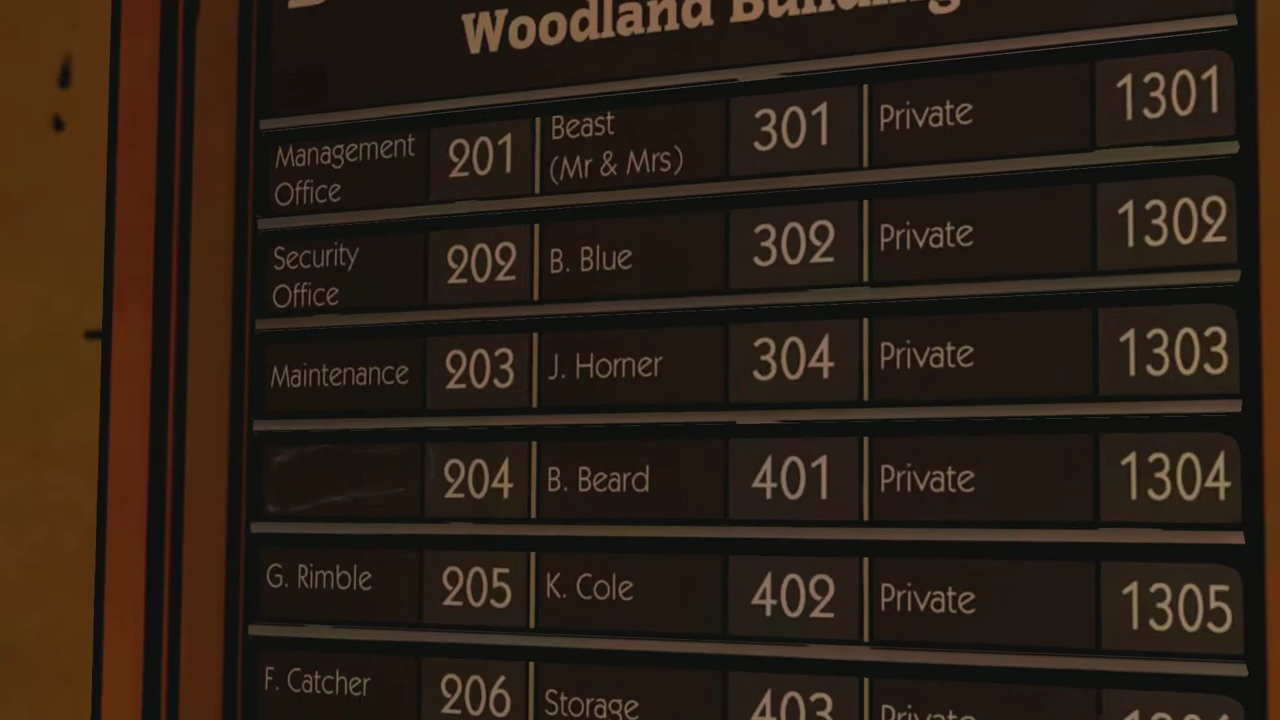 Woodland Building
Management Office 201 Beast (Mr & Mrs) 301 Private 1301
Security Office 202 B. Blue 302 Private 1302
Maintenance 203 J. Horner 304 Private 1303
204 B. Beard 401 Private 1304
G. Rimble 205 K. Cole 402 Private 1305
F. Catcher 206 Storage 403 Private